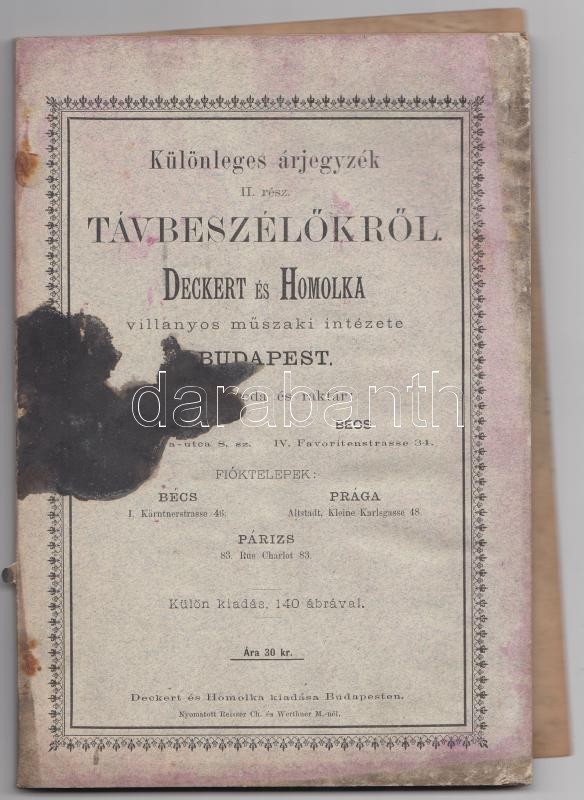 Különleges árjegyzék
II. rész.
TÁVBESZÉLŐKRŐL.
DECKERT ÉS HOMOLKA
villanyos műszaki intézete
BUDAPEST.
és raktár:
BÉCS
a-utca 8. sz. IV. Favoritenstrasse 34.
FIÓKTELEPEK:
BÉCS PRÁGA
I. Kärntnerstrasse 46. Altstadt, Kleine Karlsgasse 48.
PÁRIZS
83. Rue Charlot 83.
Külön kiadás, 140 ábrával.
Ára 30 kr.
Deckert és Homolka kiadása Budapesten.
Nyomatott Reisser Ch. és Werthner M.-nél.
darabanth